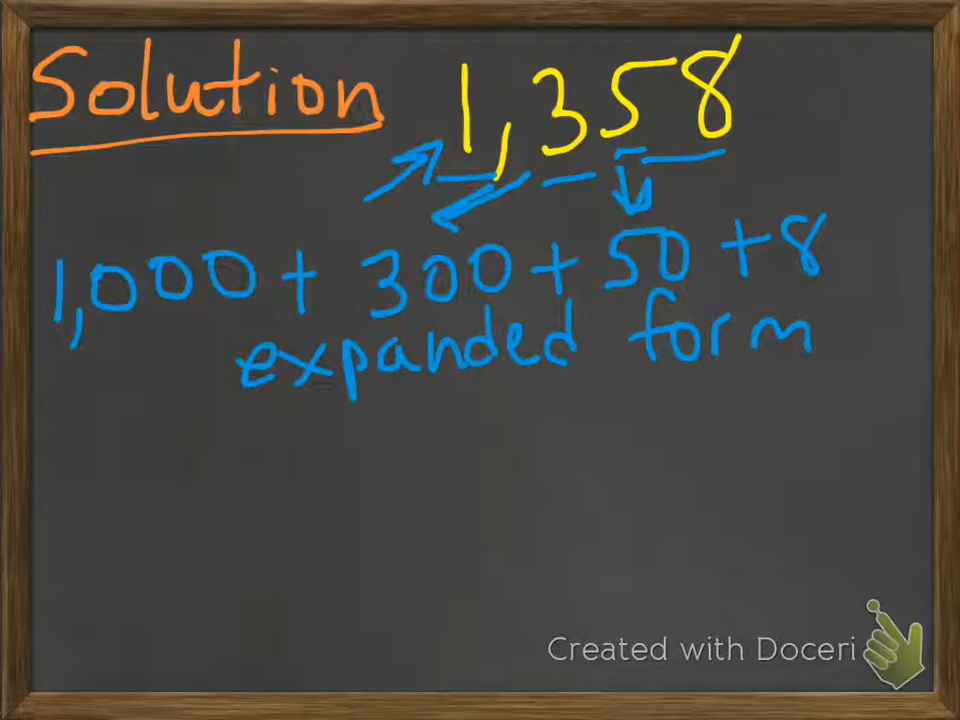 Solution 1,358
1,000 + 300 + 50 + 8
expanded form
Created with Doceri